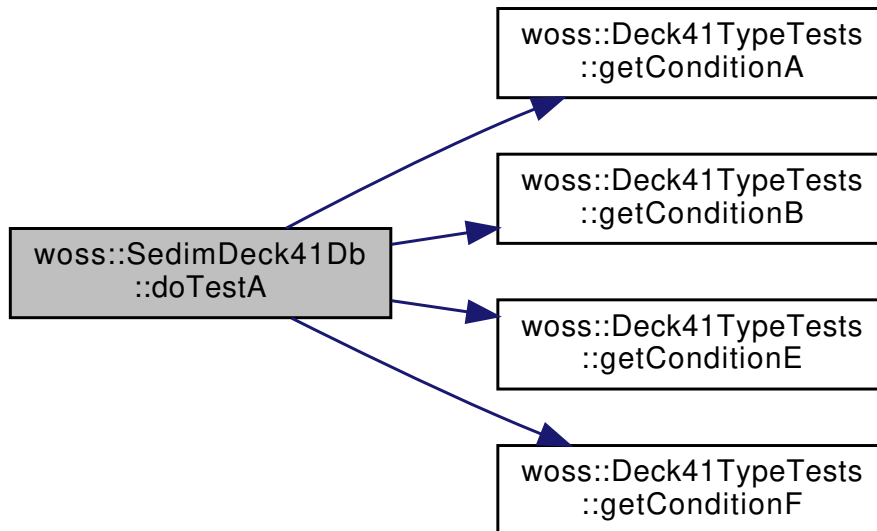 woss::Deck41TypeTests
::getConditionA
woss::Deck41TypeTests
::getConditionB
woss::SedimDeck41Db
::doTestA
woss::Deck41TypeTests
::getConditionE
woss::Deck41TypeTests
::getConditionF